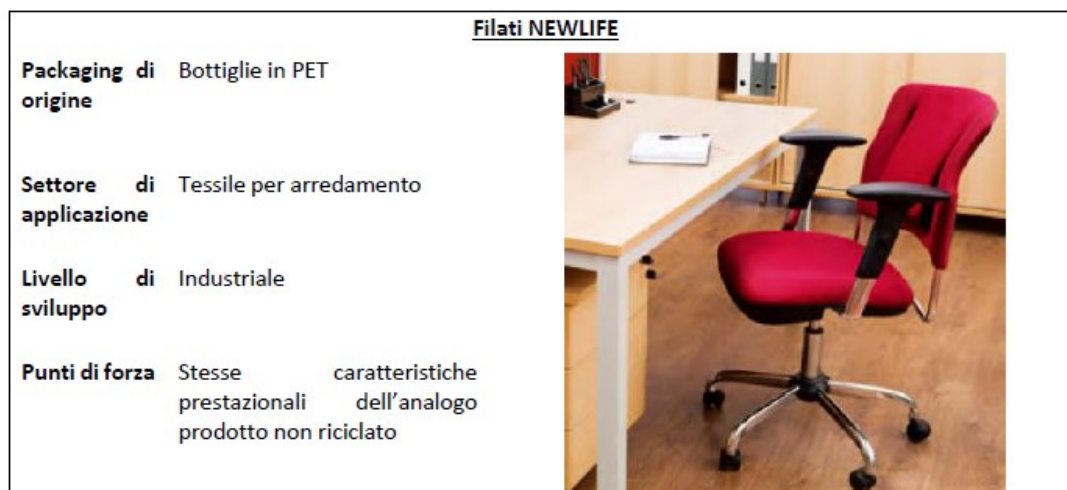 Filati NEWLIFE
Packaging di origine
Bottiglie in PET
Settore di applicazione
Tessile per arredamento
Livello di sviluppo
Industriale
Punti di forza
Stesse caratteristiche
prestazionali dell'analogo
prodotto non riciclato